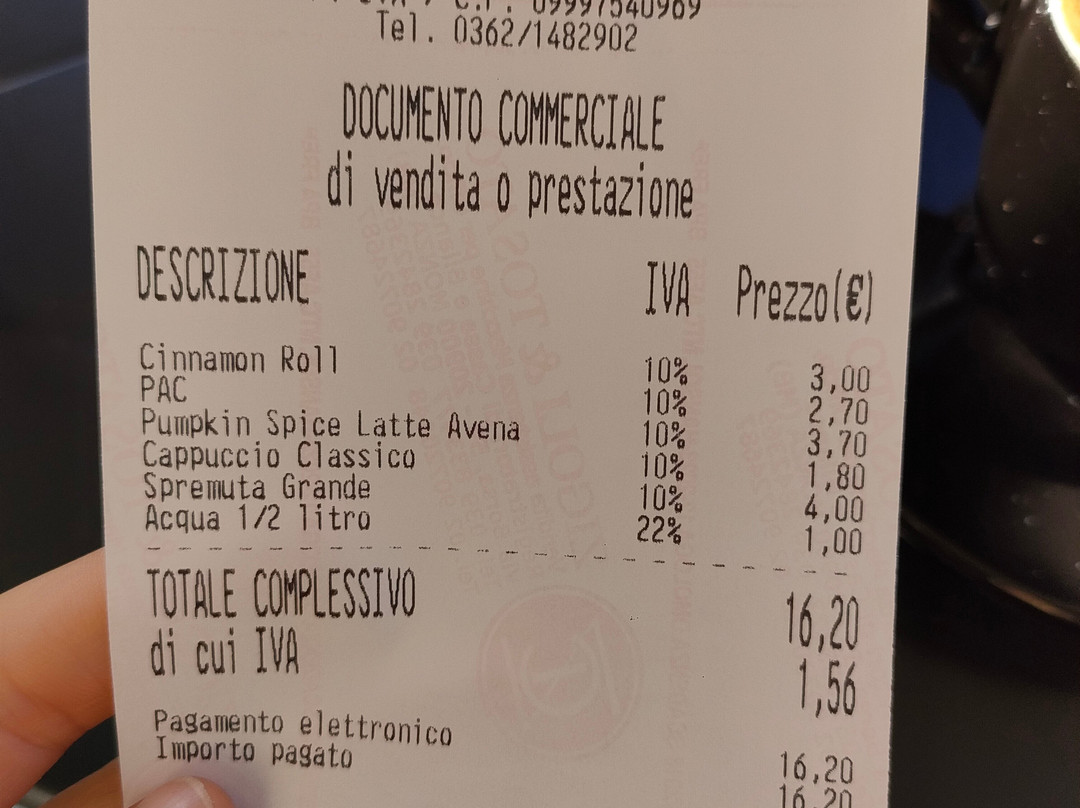 C.F. 09997540969
Tel. 0362/1482902
DOCUMENTO COMMERCIALE
di vendita o prestazione
DESCRIZIONE IVA Prezzo(€)
Cinnamon Roll 10% 3,00
PAC 10% 2,70
Pumpkin Spice Latte Avena 10% 3,70
Cappuccio Classico 10% 1,80
Spremuta Grande 10% 4,00
Acqua 1/2 litro 22% 1,00
TOTALE COMPLESSIVO 16,20
di cui IVA 1,56
Pagamento elettronico 16,20
Importo pagato 16,20